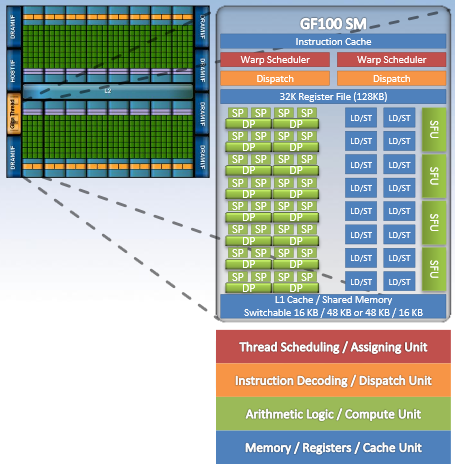 DRAM I/F
HOST I/F
Giga Thread
DRAM I/F
L2
DRAM I/F
DRAM I/F
DRAM I/F
DRAM I/F
GF100 SM
Instruction Cache
Warp Scheduler Warp Scheduler
Dispatch Dispatch
32K Register File (128KB)
SP SP SP SP LD/ST LD/ST
DP DP
SP SP SP SP LD/ST LD/ST
DP DP
SFU
SP SP SP SP LD/ST LD/ST
DP DP
SP SP SP SP LD/ST LD/ST
DP DP
SFU
SP SP SP SP LD/ST LD/ST
DP DP
SP SP SP SP LD/ST LD/ST
DP DP
SFU
SP SP SP SP LD/ST LD/ST
DP DP
SP SP SP SP LD/ST LD/ST
DP DP
SFU
L1 Cache / Shared Memory
Switchable 16 KB / 48 KB or 48 KB / 16 KB
Thread Scheduling / Assigning Unit
Instruction Decoding / Dispatch Unit
Arithmetic Logic / Compute Unit
Memory / Registers / Cache Unit